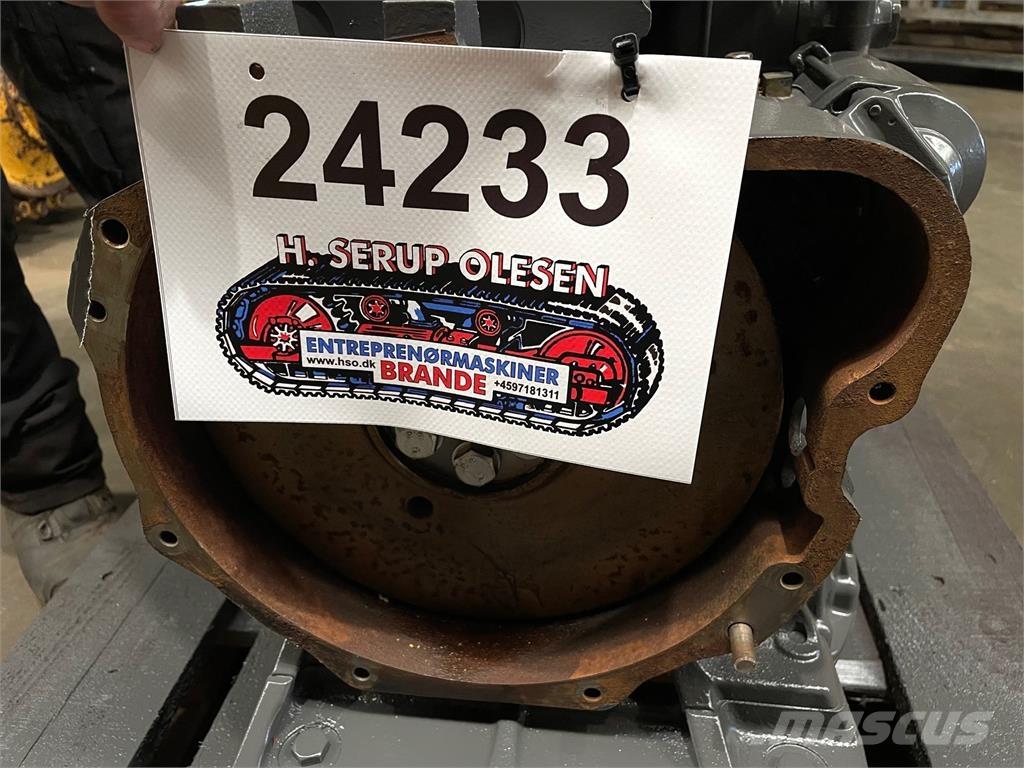 24233
H. SERUP OLESEN
ENTREPRENØRMASKINER
www.hso.dk BRANDE +4597181311
MASCUS